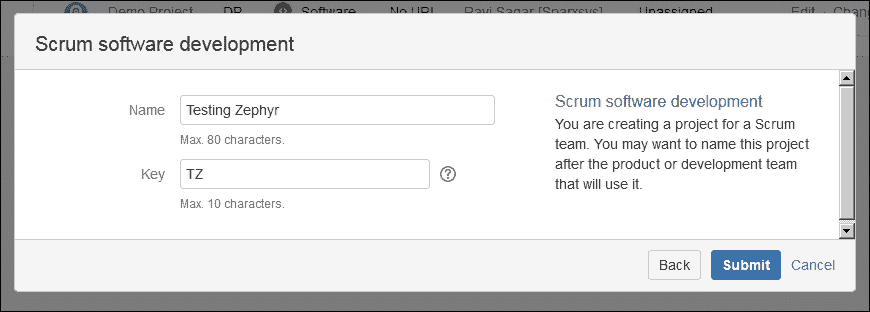 Demo Project DP Software No URL Ravi Sagar [Sparxsys] Unassigned Edit · Chang
Scrum software development
Name Testing Zephyr
Max. 80 characters.
Key TZ
Max. 10 characters.
Scrum software development
You are creating a project for a Scrum
team. You may want to name this project
after the product or development team
that will use it.
Back Submit Cancel